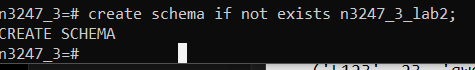 n3247_3=# create schema if not exists n3247_3_lab2;
CREATE SCHEMA
n3247_3=#